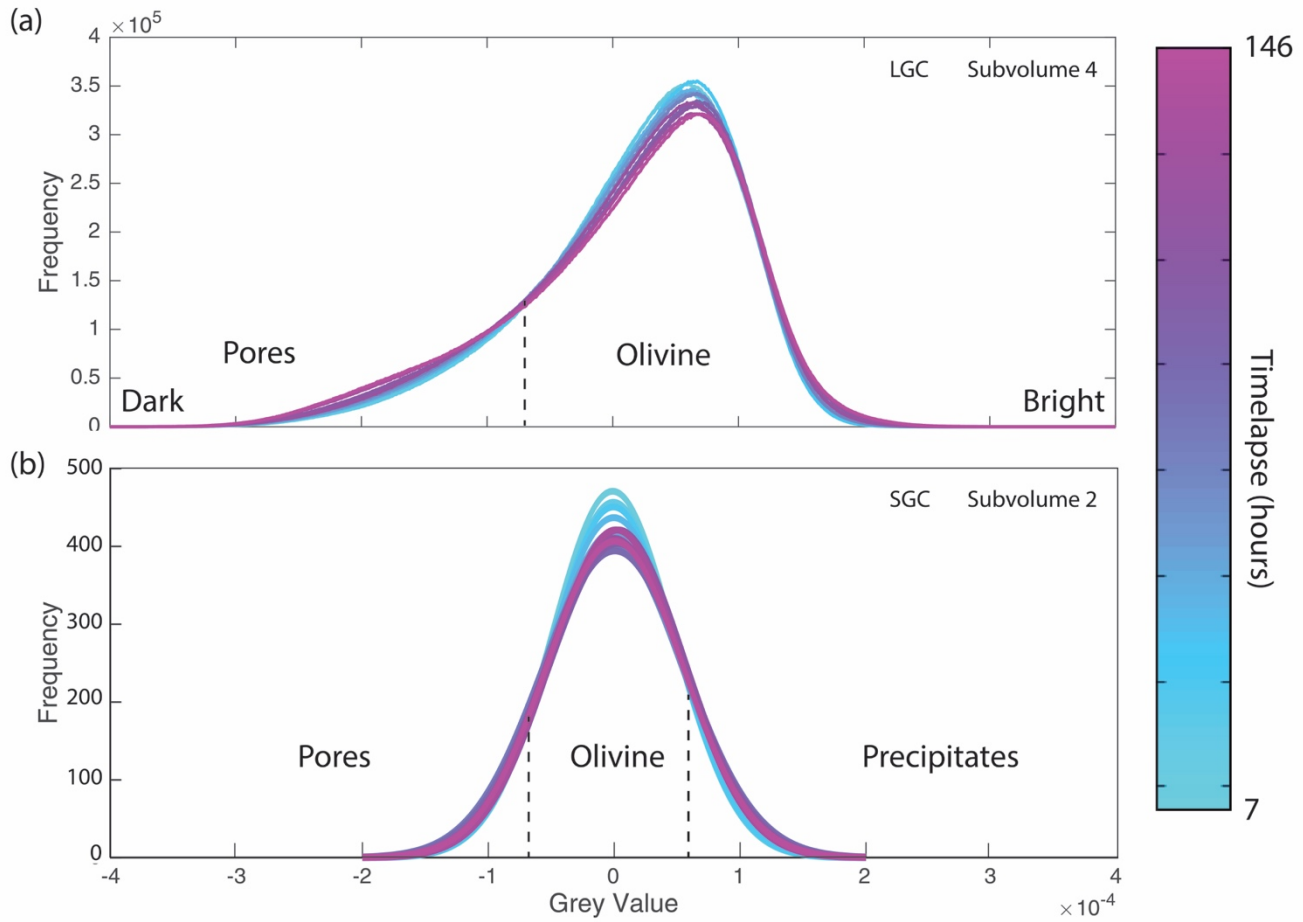 (a)
×10⁵
4
3.5
3
2.5
2
1.5
1
0.5
0
Frequency
LGC Subvolume 4
Pores
Olivine
Dark
Bright
(b)
500
400
300
200
100
0
Frequency
SGC Subvolume 2
Pores
Olivine
Precipitates
-4 -3 -2 -1 0 1 2 3 4
Grey Value
×10⁻⁴
146
Timelapse (hours)
7